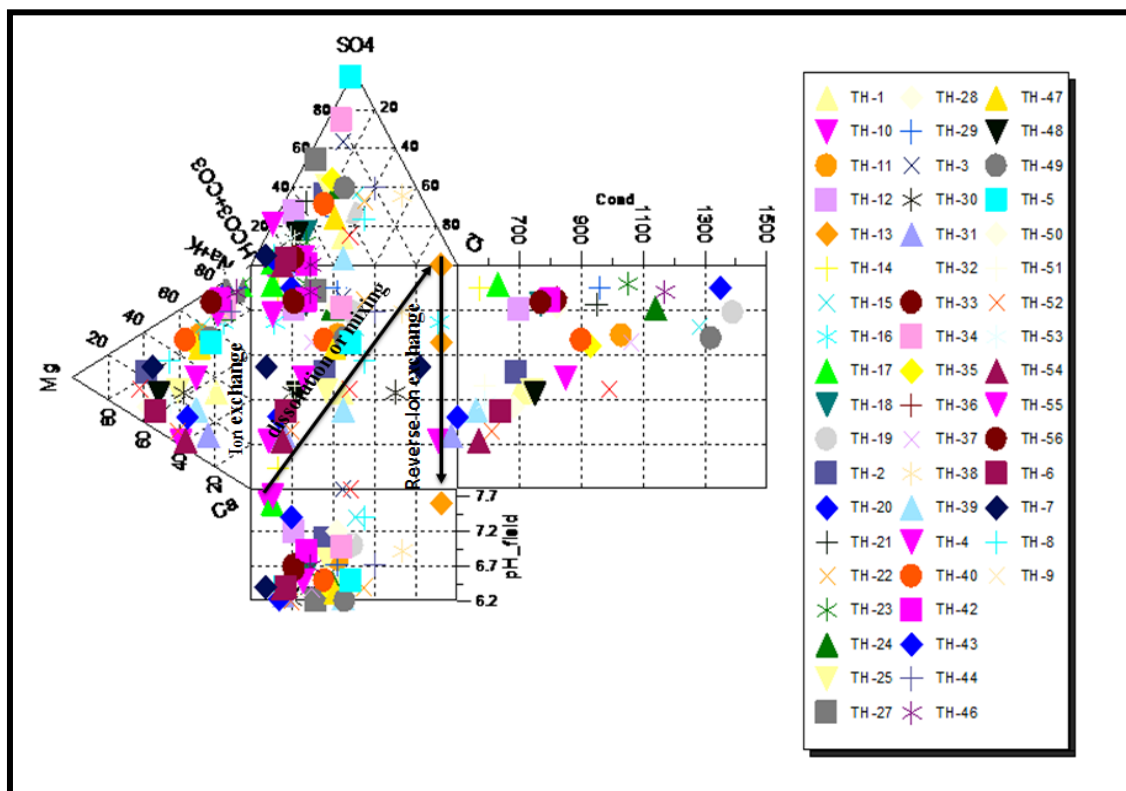 SO4
80
20
60
40
40
60
20
80
HCO3+CO3
Cl
Na+K
80
60
40
20
Mg
80
60
40
20
Ca
Cond
700
900
1100
1300
1500
Ion exchange
dissolation or mixing
Reverse-Ion exchange
7.7
7.2
6.7
6.2
pH_field
TH-1
TH-10
TH-11
TH-12
TH-13
TH-14
TH-15
TH-16
TH-17
TH-18
TH-19
TH-2
TH-20
TH-21
TH-22
TH-23
TH-24
TH-25
TH-27
TH-28
TH-29
TH-3
TH-30
TH-31
TH-32
TH-33
TH-34
TH-35
TH-36
TH-37
TH-38
TH-39
TH-4
TH-40
TH-42
TH-43
TH-44
TH-46
TH-47
TH-48
TH-49
TH-5
TH-50
TH-51
TH-52
TH-53
TH-54
TH-55
TH-56
TH-6
TH-7
TH-8
TH-9